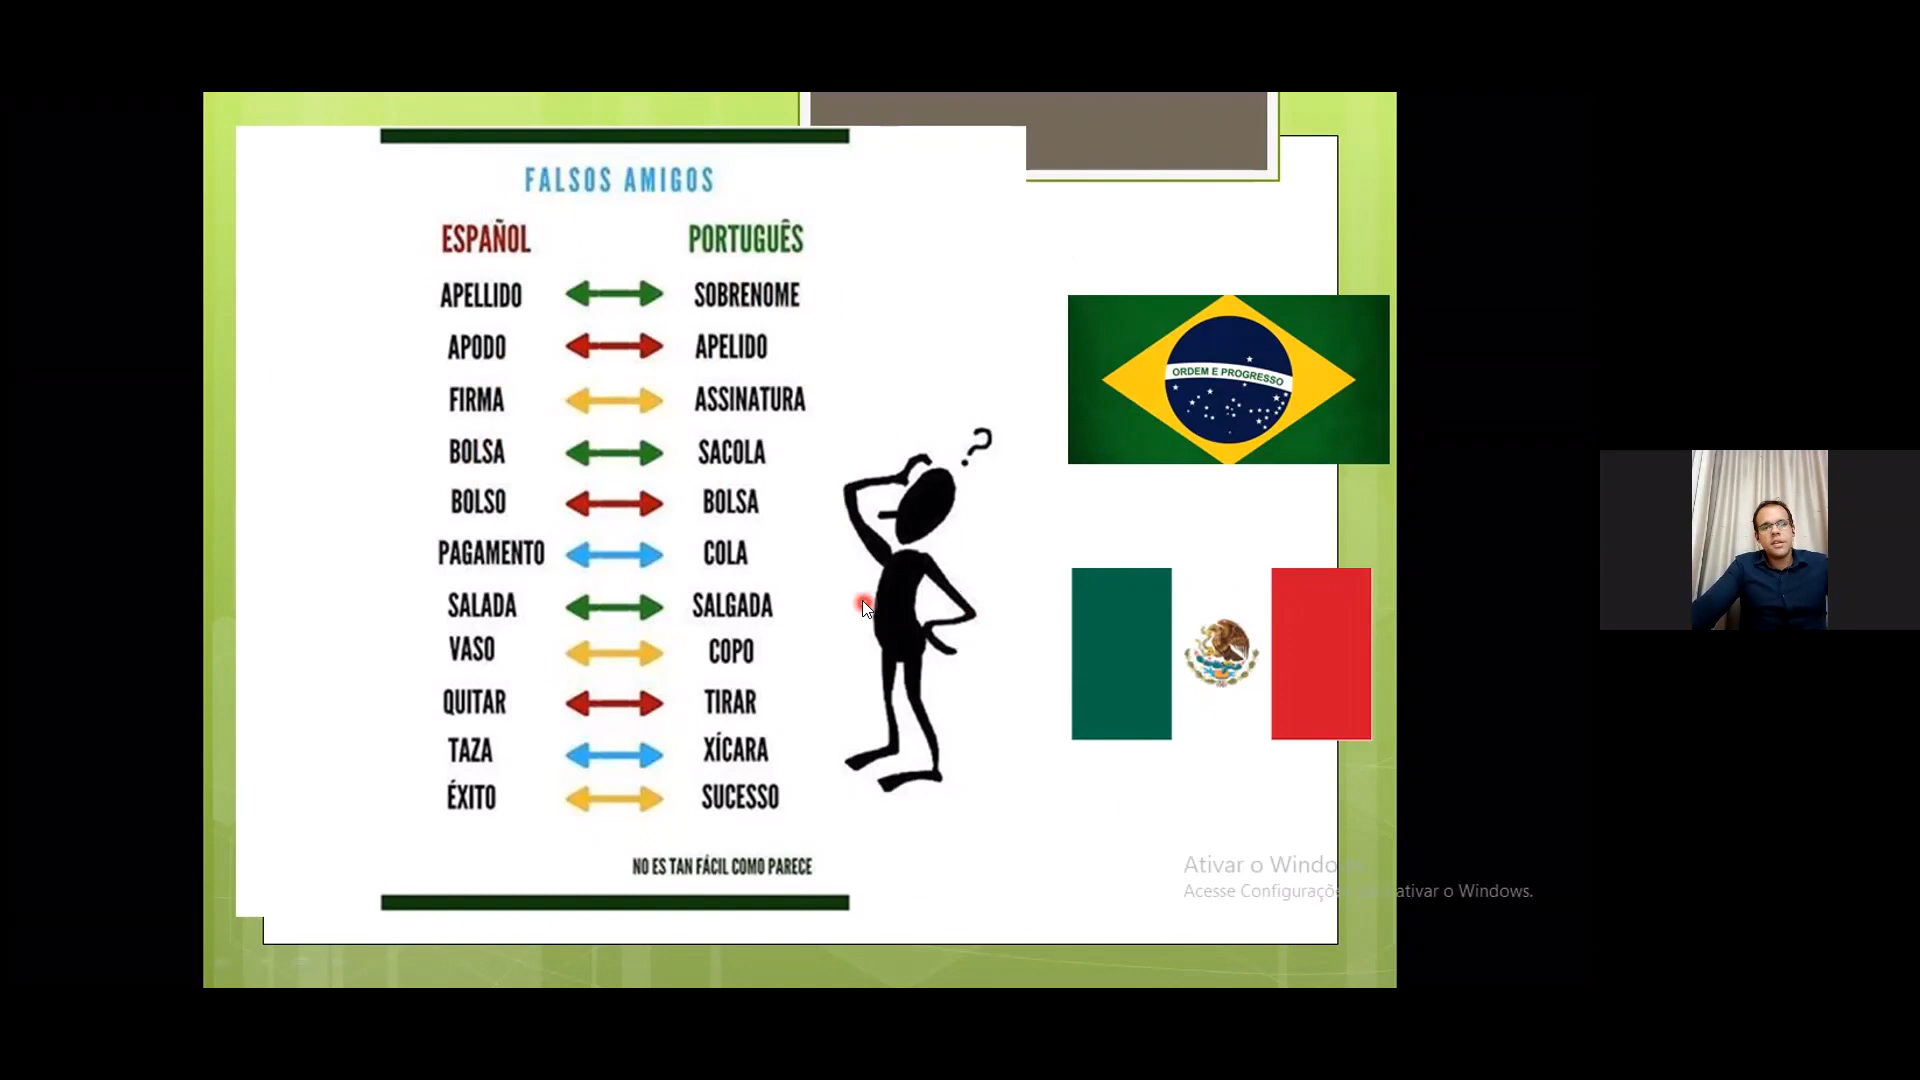 FALSOS AMIGOS
ESPAÑOL PORTUGUÊS
APELLIDO SOBRENOME
APODO APELIDO
FIRMA ASSINATURA
BOLSA SACOLA
BOLSO BOLSA
PAGAMENTO COLA
SALADA SALGADA
VASO COPO
QUITAR TIRAR
TAZA XÍCARA
ÉXITO SUCESSO
NO ES TAN FÁCIL COMO PARECE
?
ORDEM E PROGRESSO
Ativar o Windows
Acesse Configurações ativar o Windows.